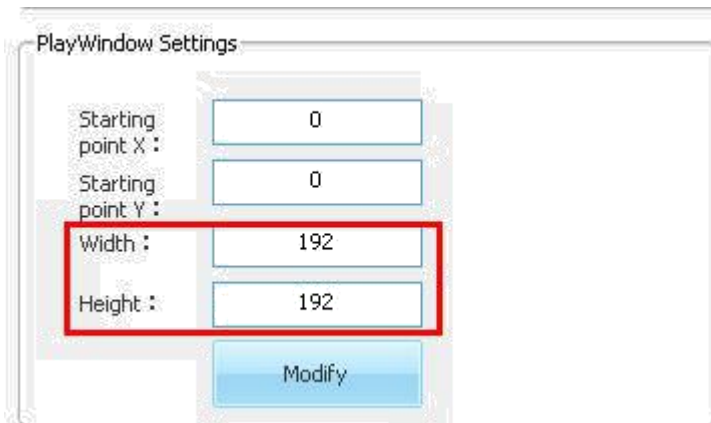 PlayWindow Settings
Starting
point X：
0
Starting
point Y：
0
Width：
192
Height：
192
Modify